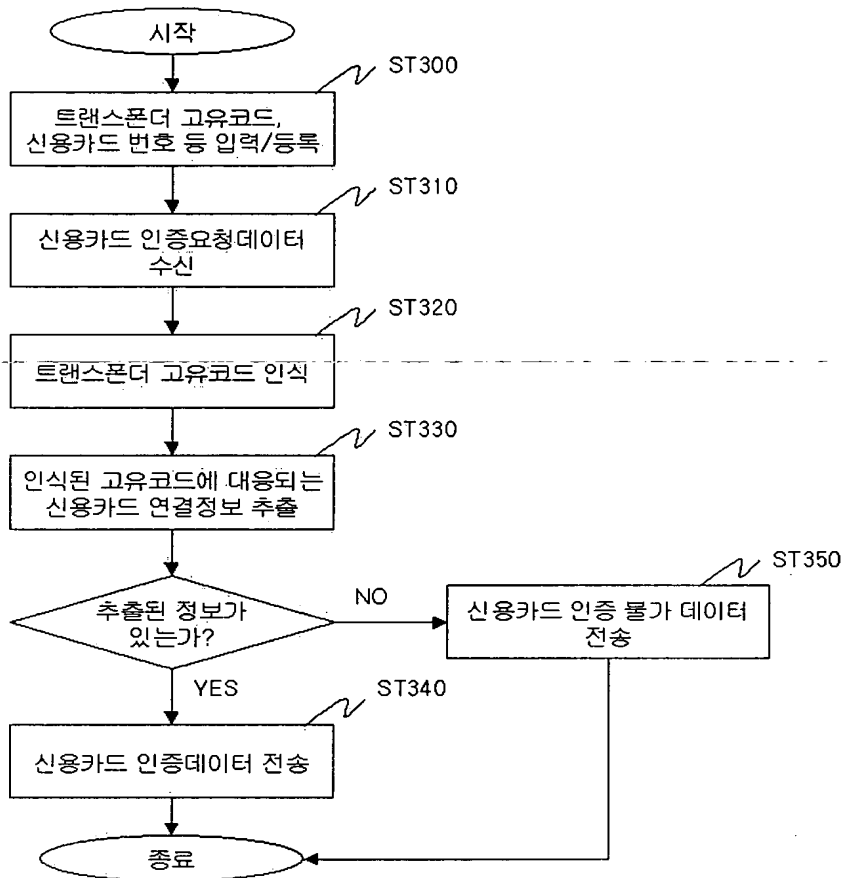 시작
ST300
트랜스폰더 고유코드,
신용카드 번호 등 입력/등록
ST310
신용카드 인증요청데이터
수신
ST320
트랜스폰더 고유코드 인식
ST330
인식된 고유코드에 대응되는
신용카드 연결정보 추출
추출된 정보가
있는가?
NO
ST350
신용카드 인증 불가 데이터
전송
YES
ST340
신용카드 인증데이터 전송
종료